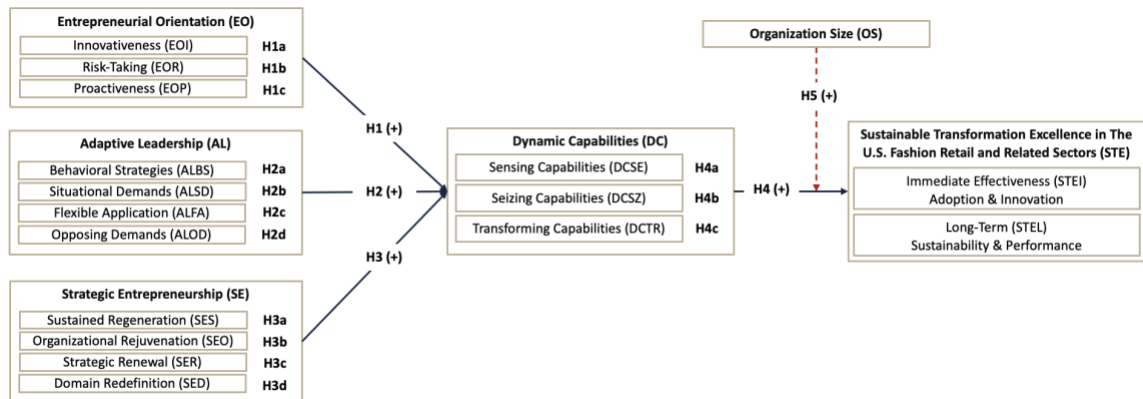 Entrepreneurial Orientation (EO)
Innovativeness (EOI) H1a
Risk-Taking (EOR) H1b
Proactiveness (EOP) H1c
H1 (+)
Adaptive Leadership (AL)
Behavioral Strategies (ALBS) H2a
Situational Demands (ALSD) H2b
Flexible Application (ALFA) H2c
Opposing Demands (ALOD) H2d
H2 (+)
Strategic Entrepreneurship (SE)
Sustained Regeneration (SES) H3a
Organizational Rejuvenation (SEO) H3b
Strategic Renewal (SER) H3c
Domain Redefinition (SED) H3d
H3 (+)
Dynamic Capabilities (DC)
Sensing Capabilities (DCSE) H4a
Seizing Capabilities (DCSZ) H4b
Transforming Capabilities (DCTR) H4c
H4 (+)
Organization Size (OS)
H5 (+)
Sustainable Transformation Excellence in The
U.S. Fashion Retail and Related Sectors (STE)
Immediate Effectiveness (STEI)
Adoption & Innovation
Long-Term (STEL)
Sustainability & Performance